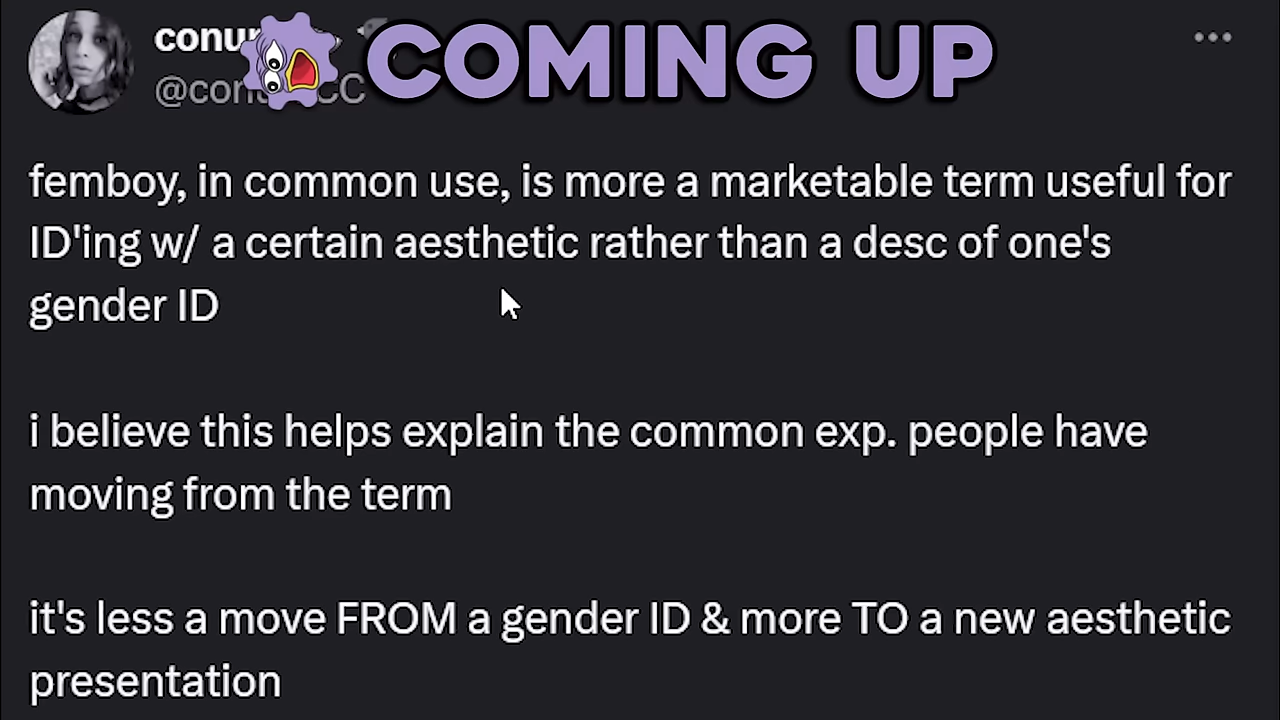 COMING UP
femboy, in common use, is more a marketable term useful for
ID'ing w/ a certain aesthetic rather than a desc of one's
gender ID
i believe this helps explain the common exp. people have
moving from the term
it's less a move FROM a gender ID & more TO a new aesthetic
presentation